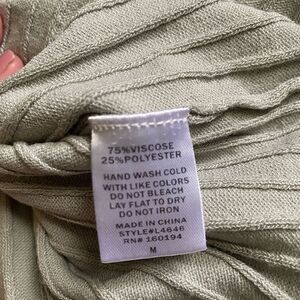 75%VISCOSE
25%POLYESTER
HAND WASH COLD
WITH LIKE COLORS
DO NOT BLEACH
LAY FLAT TO DRY
DO NOT IRON
MADE IN CHINA
STYLE#L4646
RN# 160194
M